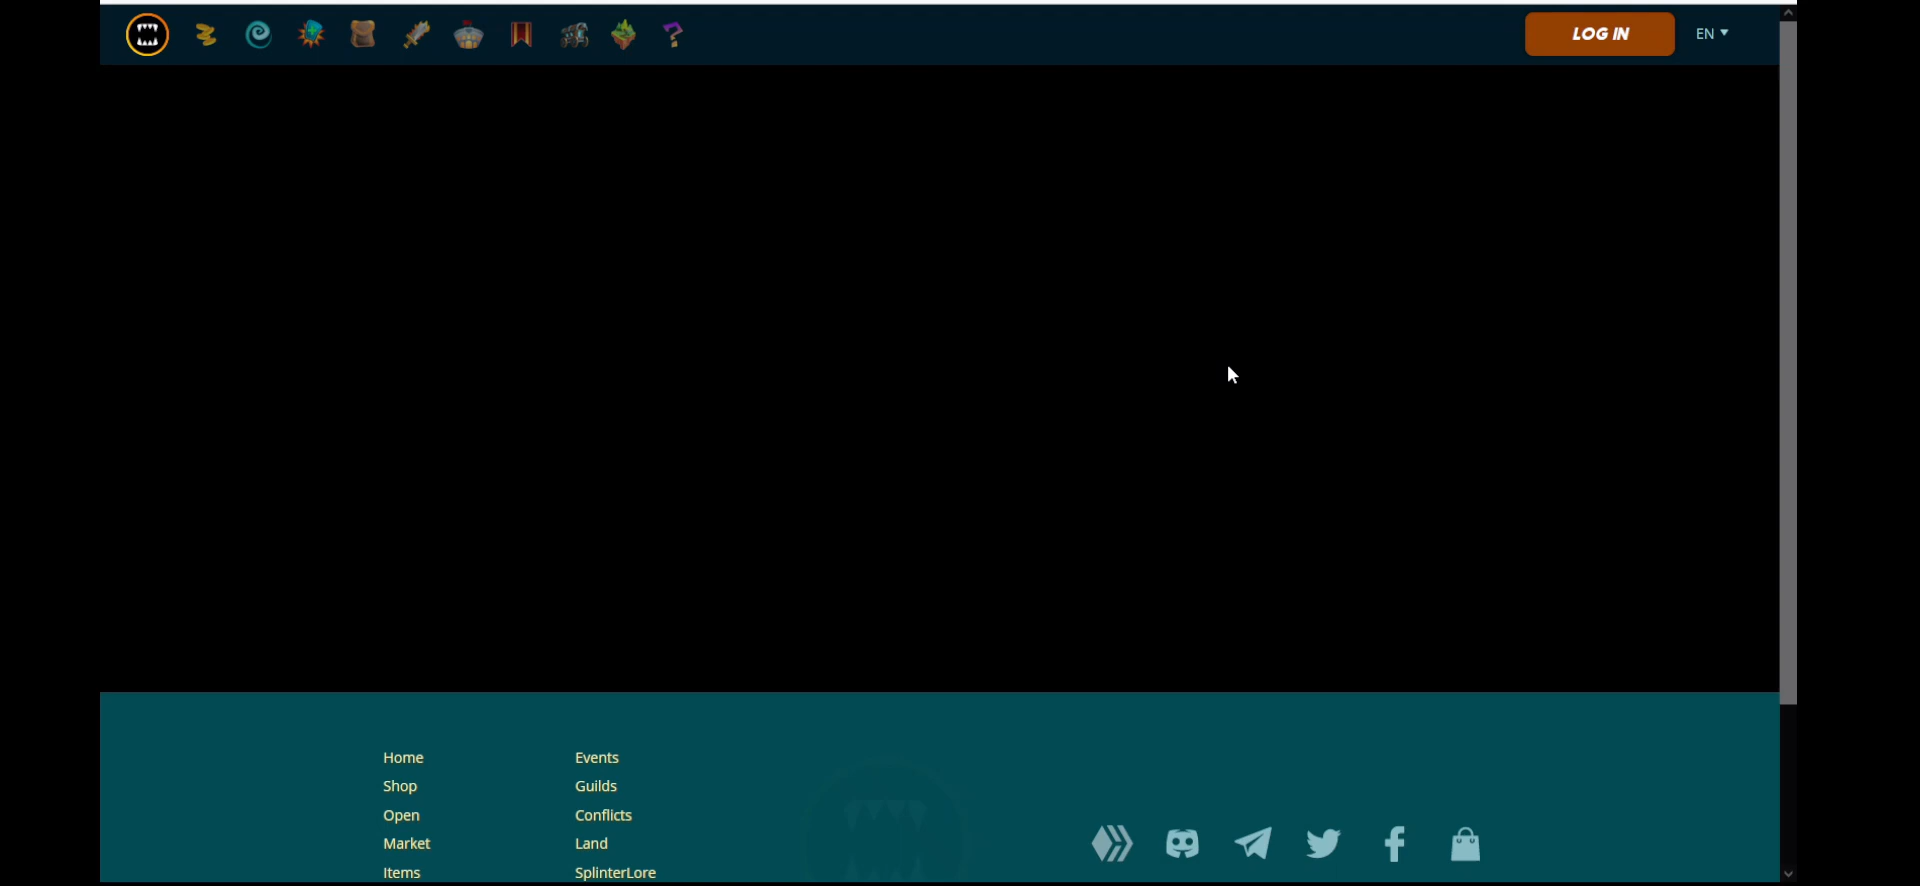 LOG IN
EN
Home
Events
Shop
Guilds
Open
Conflicts
Market
Land
Items
SplinterLore